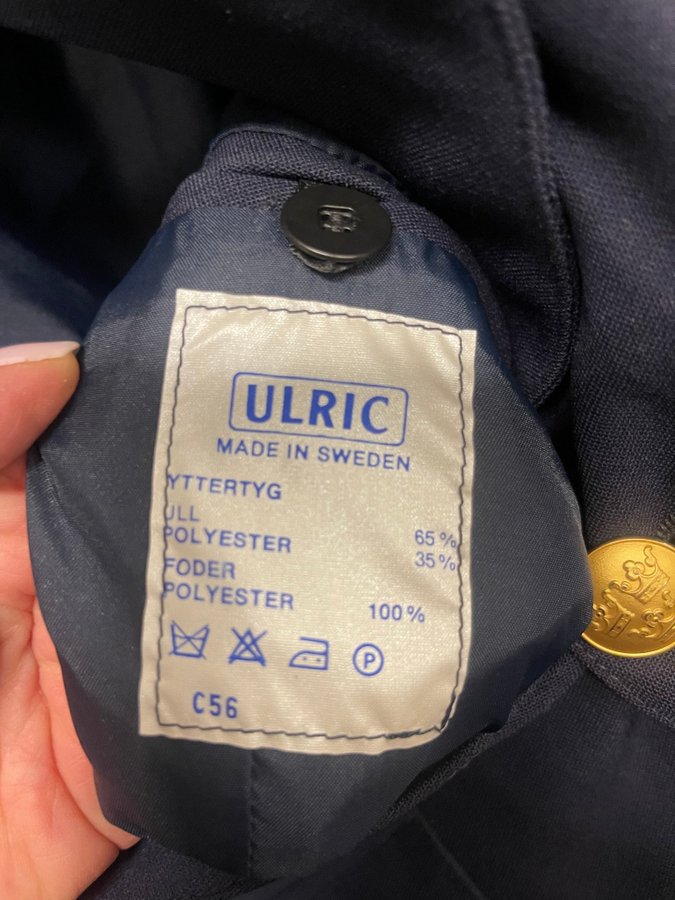 ULRIC
MADE IN SWEDEN
YTTERTYG
ULL 65%
POLYESTER 35%
FODER
POLYESTER 100%
P
C56